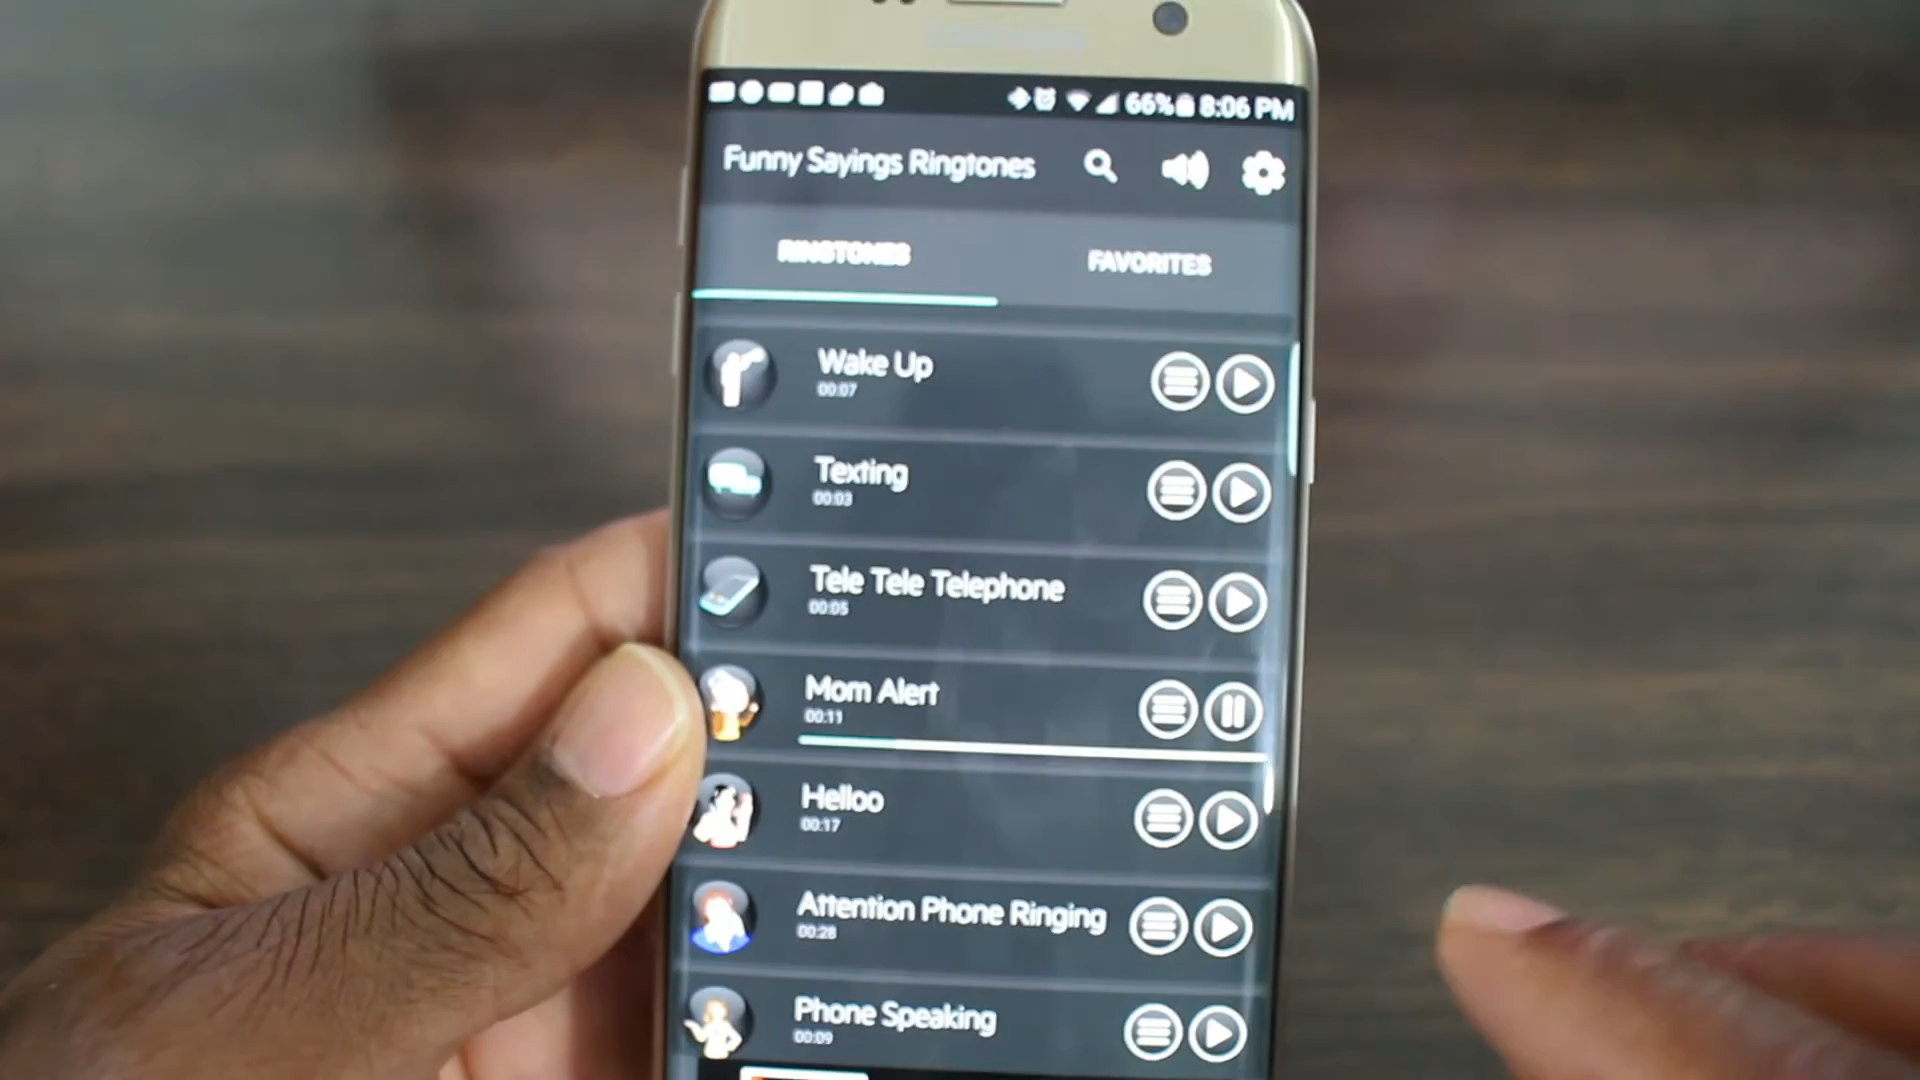 66% 8:06 PM
Funny Sayings Ringtones
RINGTONES
FAVORITES
Wake Up
00:07
Texting
00:03
Tele Tele Telephone
00:05
Mom Alert
00:11
Helloo
00:17
Attention Phone Ringing
00:28
Phone Speaking
00:09